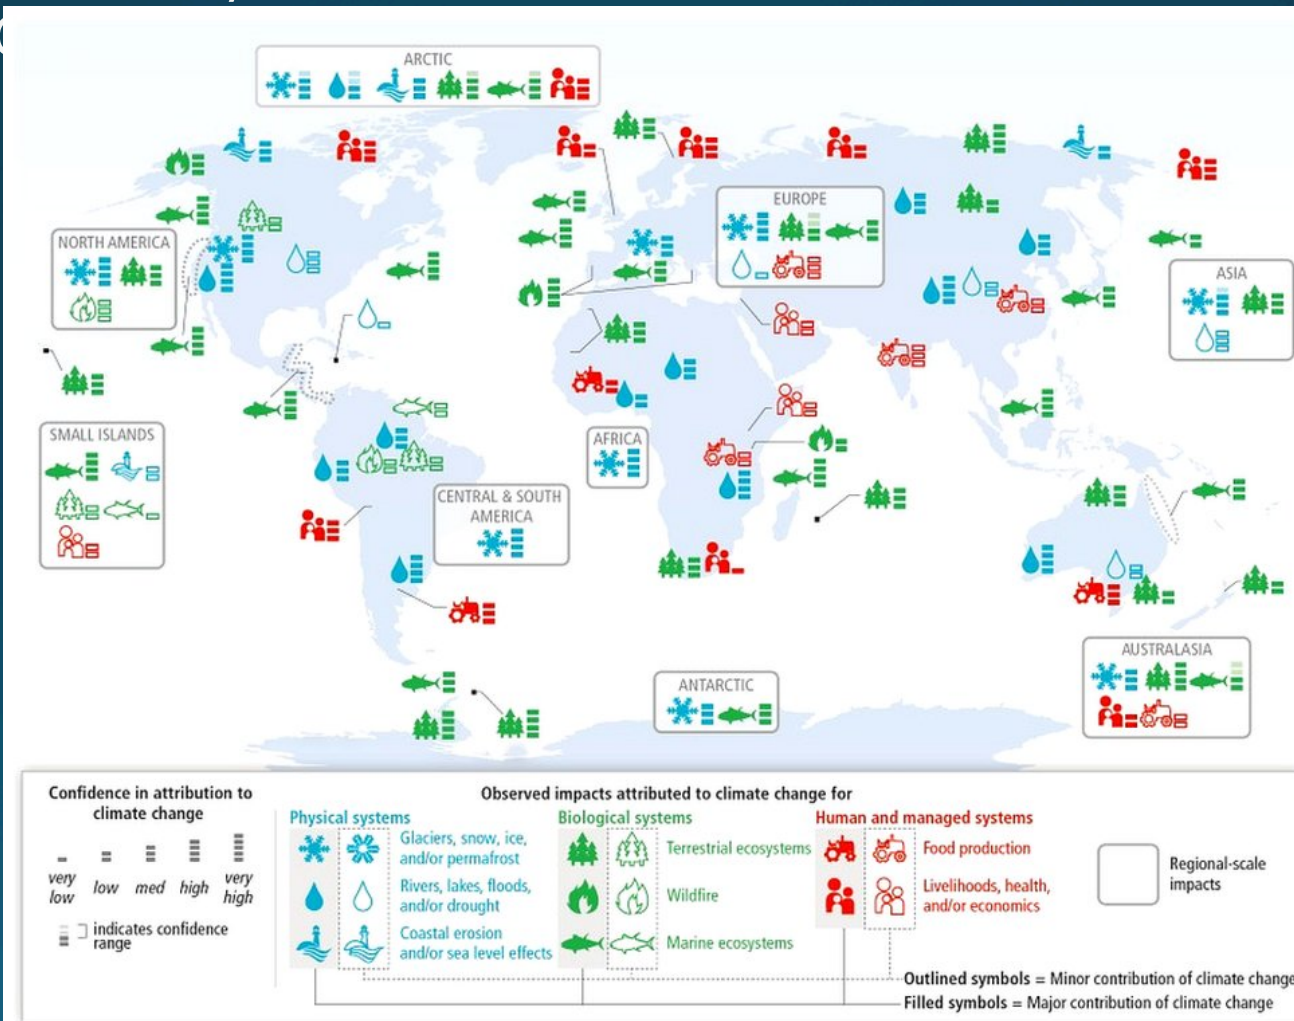 ARCTIC
EUROPE
NORTH AMERICA
ASIA
SMALL ISLANDS
AFRICA
CENTRAL & SOUTH
AMERICA
AUSTRALASIA
ANTARCTIC
Confidence in attribution to
climate change
very
low
low
med
high
very
high
indicates confidence
range
Observed impacts attributed to climate change for
Physical systems
Glaciers, snow, ice,
and/or permafrost
Rivers, lakes, floods,
and/or drought
Coastal erosion
and/or sea level effects
Biological systems
Terrestrial ecosystems
Wildfire
Marine ecosystems
Human and managed systems
Food production
Livelihoods, health,
and/or economics
Regional-scale
impacts
Outlined symbols = Minor contribution of climate change
Filled symbols = Major contribution of climate change